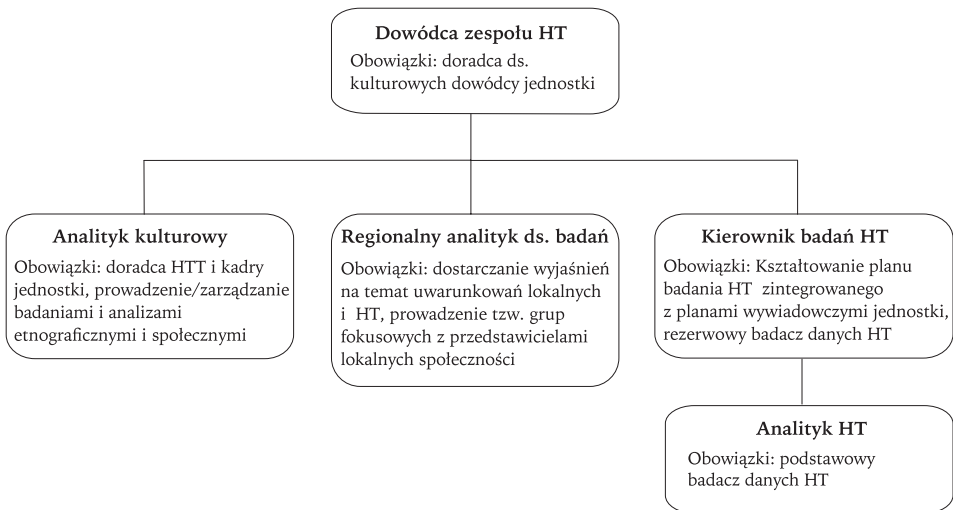 Dowódca zespołu HT
Obowiązki: doradca ds.
kulturowych dowódcy jednostki
Analityk kulturowy
Obowiązki: doradca HTT i kadry
jednostki, prowadzenie/zarządzanie
badaniami i analizami
etnograficznymi i społecznymi
Regionalny analityk ds. badań
Obowiązki: dostarczanie wyjaśnień
na temat uwarunkowań lokalnych
i HT, prowadzenie tzw. grup
fokusowych z przedstawicielami
lokalnych społeczności
Kierownik badań HT
Obowiązki: Kształtowanie planu
badania HT zintegrowanego
z planami wywiadowczymi jednostki,
rezerwowy badacz danych HT
Analityk HT
Obowiązki: podstawowy
badacz danych HT